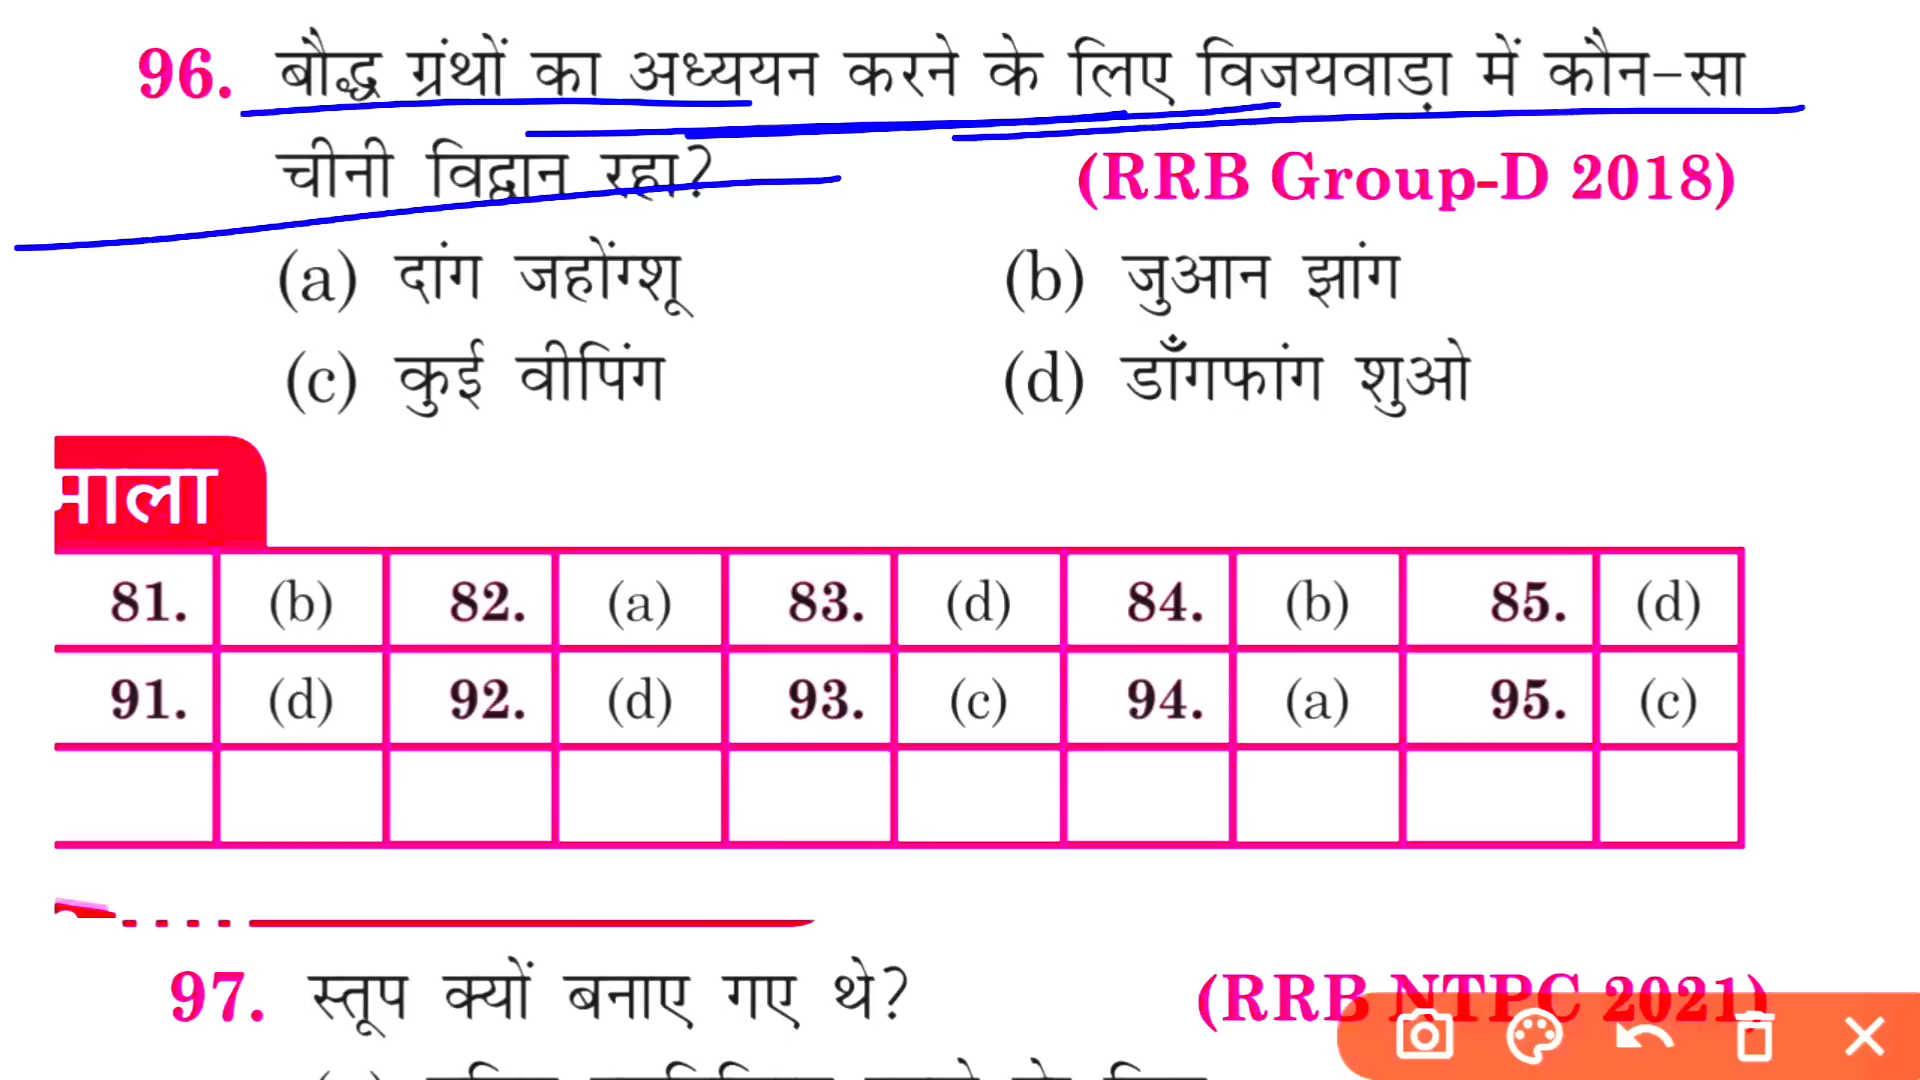 96. बौद्ध ग्रंथों का अध्ययन करने के लिए विजयवाड़ा में कौन-सा
चीनी विद्वान रहा? (RRB Group-D 2018)
(a) दांग जहोंग्शू (b) जुआन झांग
(c) कुई वीपिंग (d) डाँगफांग शुओ
माला
81. (b) 82. (a) 83. (d) 84. (b) 85. (d)
91. (d) 92. (d) 93. (c) 94. (a) 95. (c)
97. स्तूप क्यों बनाए गए थे? (RRB NTPC 2021)